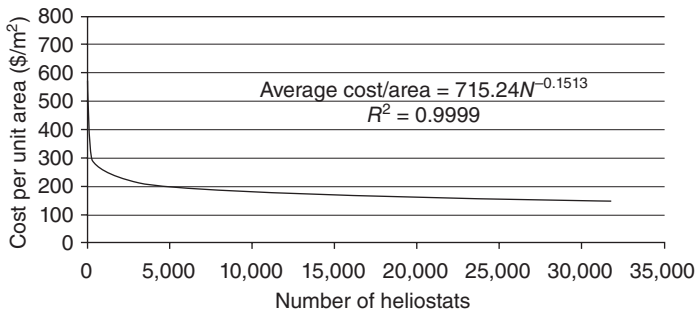 Cost per unit area ($/m²)
800
700
600
500
400
300
200
100
0
Average cost/area = 715.24N^–0.1513
R² = 0.9999
0 5,000 10,000 15,000 20,000 25,000 30,000 35,000
Number of heliostats